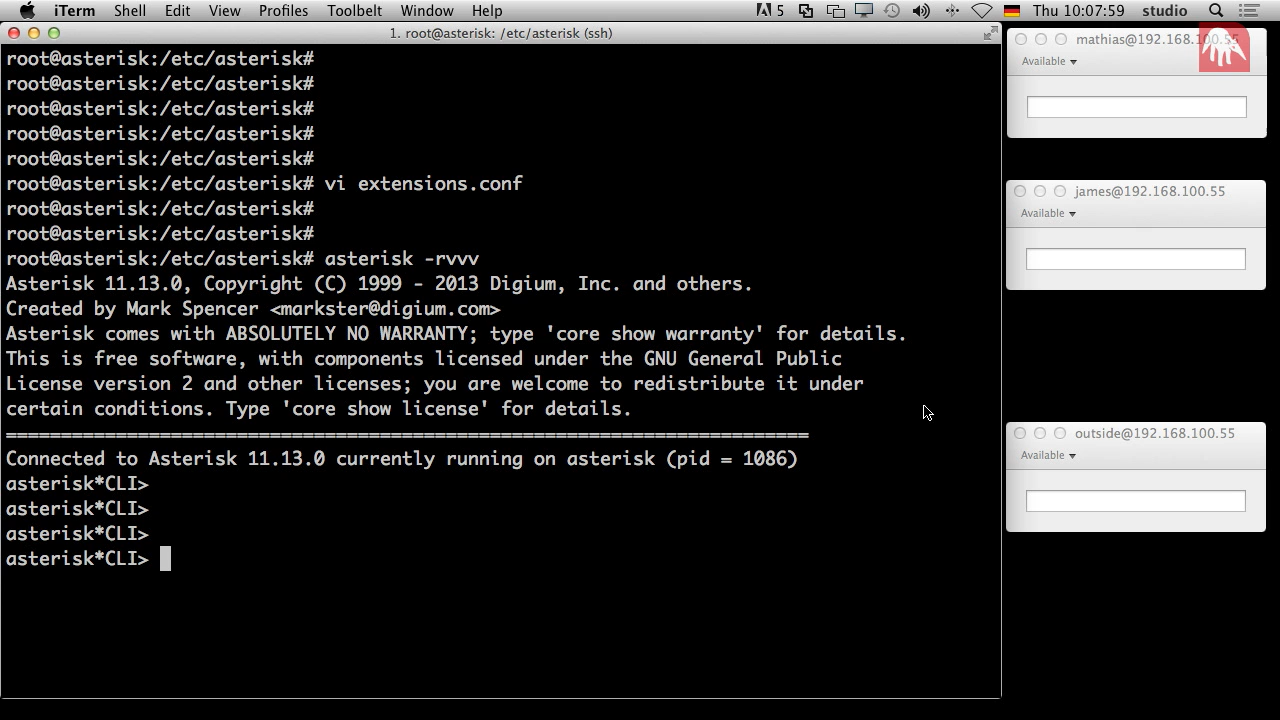 iTerm Shell Edit View Profiles Toolbelt Window Help 5 Thu 10:07:59 studio
1. root@asterisk: /etc/asterisk (ssh)
root@asterisk:/etc/asterisk#
root@asterisk:/etc/asterisk#
root@asterisk:/etc/asterisk#
root@asterisk:/etc/asterisk#
root@asterisk:/etc/asterisk#
root@asterisk:/etc/asterisk# vi extensions.conf
root@asterisk:/etc/asterisk#
root@asterisk:/etc/asterisk#
root@asterisk:/etc/asterisk# asterisk -rvvv
Asterisk 11.13.0, Copyright (C) 1999 - 2013 Digium, Inc. and others.
Created by Mark Spencer <markster@digium.com>
Asterisk comes with ABSOLUTELY NO WARRANTY; type 'core show warranty' for details.
This is free software, with components licensed under the GNU General Public
License version 2 and other licenses; you are welcome to redistribute it under
certain conditions. Type 'core show license' for details.
=========================================================================
Connected to Asterisk 11.13.0 currently running on asterisk (pid = 1086)
asterisk*CLI>
asterisk*CLI>
asterisk*CLI>
asterisk*CLI>
mathias@192.168.100.55
Available
james@192.168.100.55
Available
outside@192.168.100.55
Available